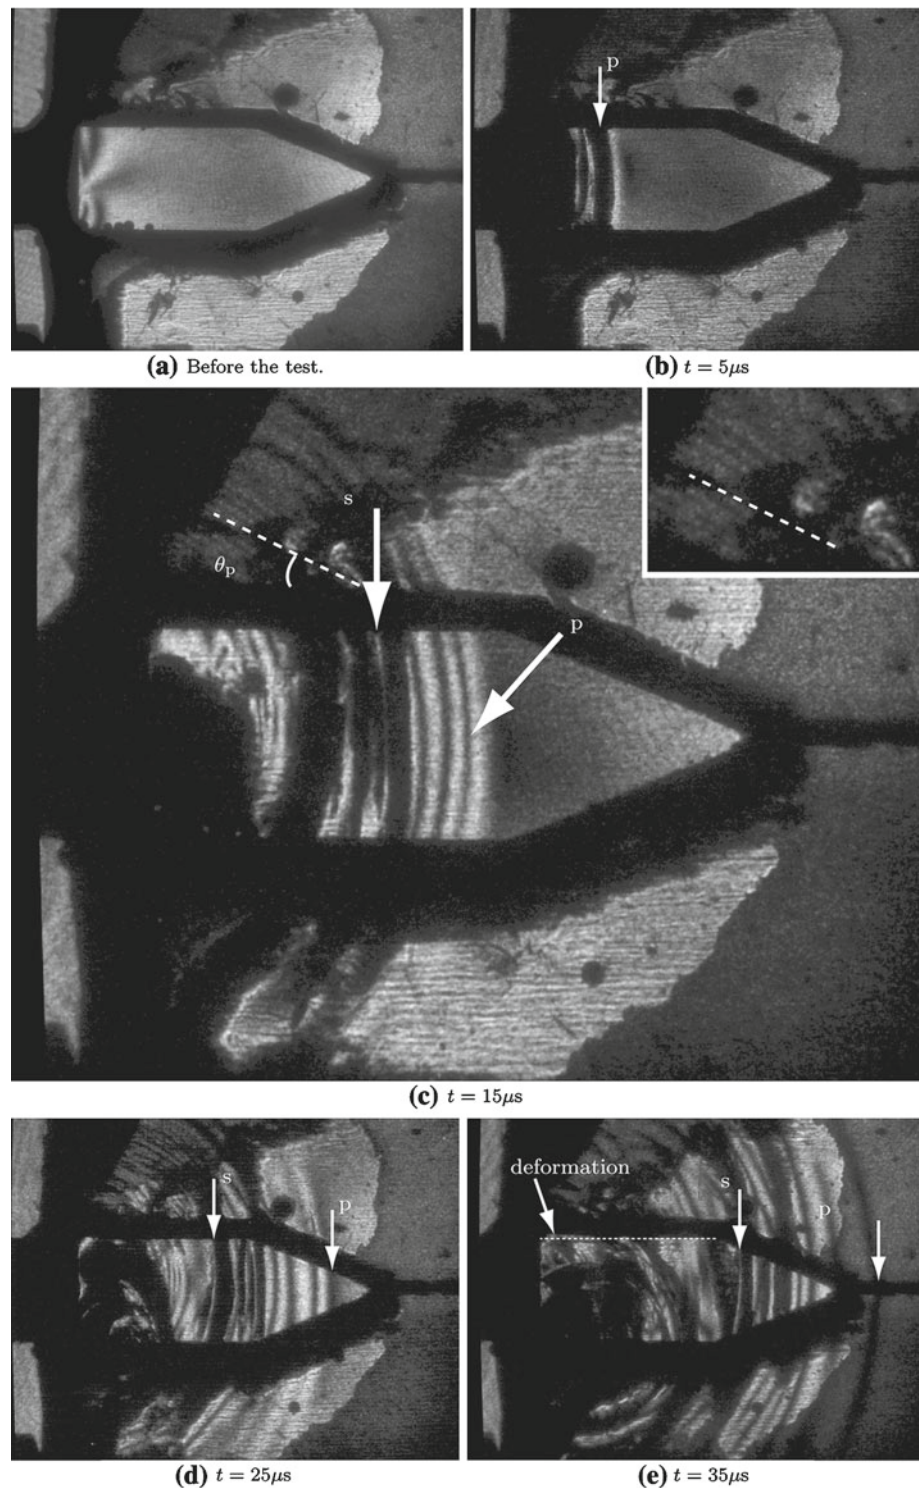 p
(a) Before the test.
(b) t = 5μs
s
θp
p
(c) t = 15μs
s
p
deformation
s
p
(d) t = 25μs
(e) t = 35μs